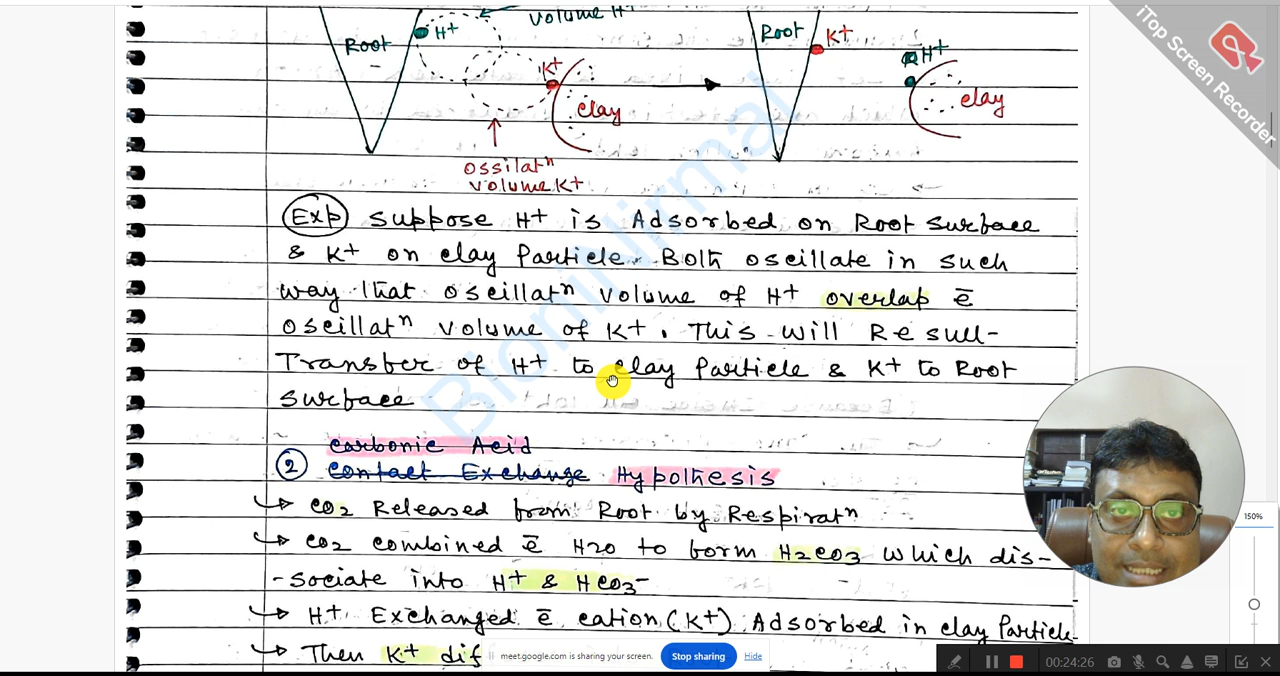 volume H+
Root
H+
K+
clay
ossilatⁿ
volume K+
Root
K+
H+
clay
Exp suppose H+ is Adsorbed on Root Surface
& K+ on clay Particle. Both oscillate in such
way that oscillatⁿ volume of H+ overlap c̄
oscillatⁿ volume of K+. This will Result-
Transfer of H+ to clay Particle & K+ to Root
Surface
carbonic Acid
② Contact Exchange Hypothesis
↪ CO2 Released from Root by Respiratⁿ
↪ CO2 combined c̄ H2O to form H2CO3 which dis-
-sociate into H+ & HCO3-
↪ H+ Exchanged c̄ cation (K+) Adsorbed in clay Particle
↪ Then K+ dif
BiomNirmal
iTop Screen Recorder
150%
meet.google.com is sharing your screen.
Stop sharing
Hide
00:24:26